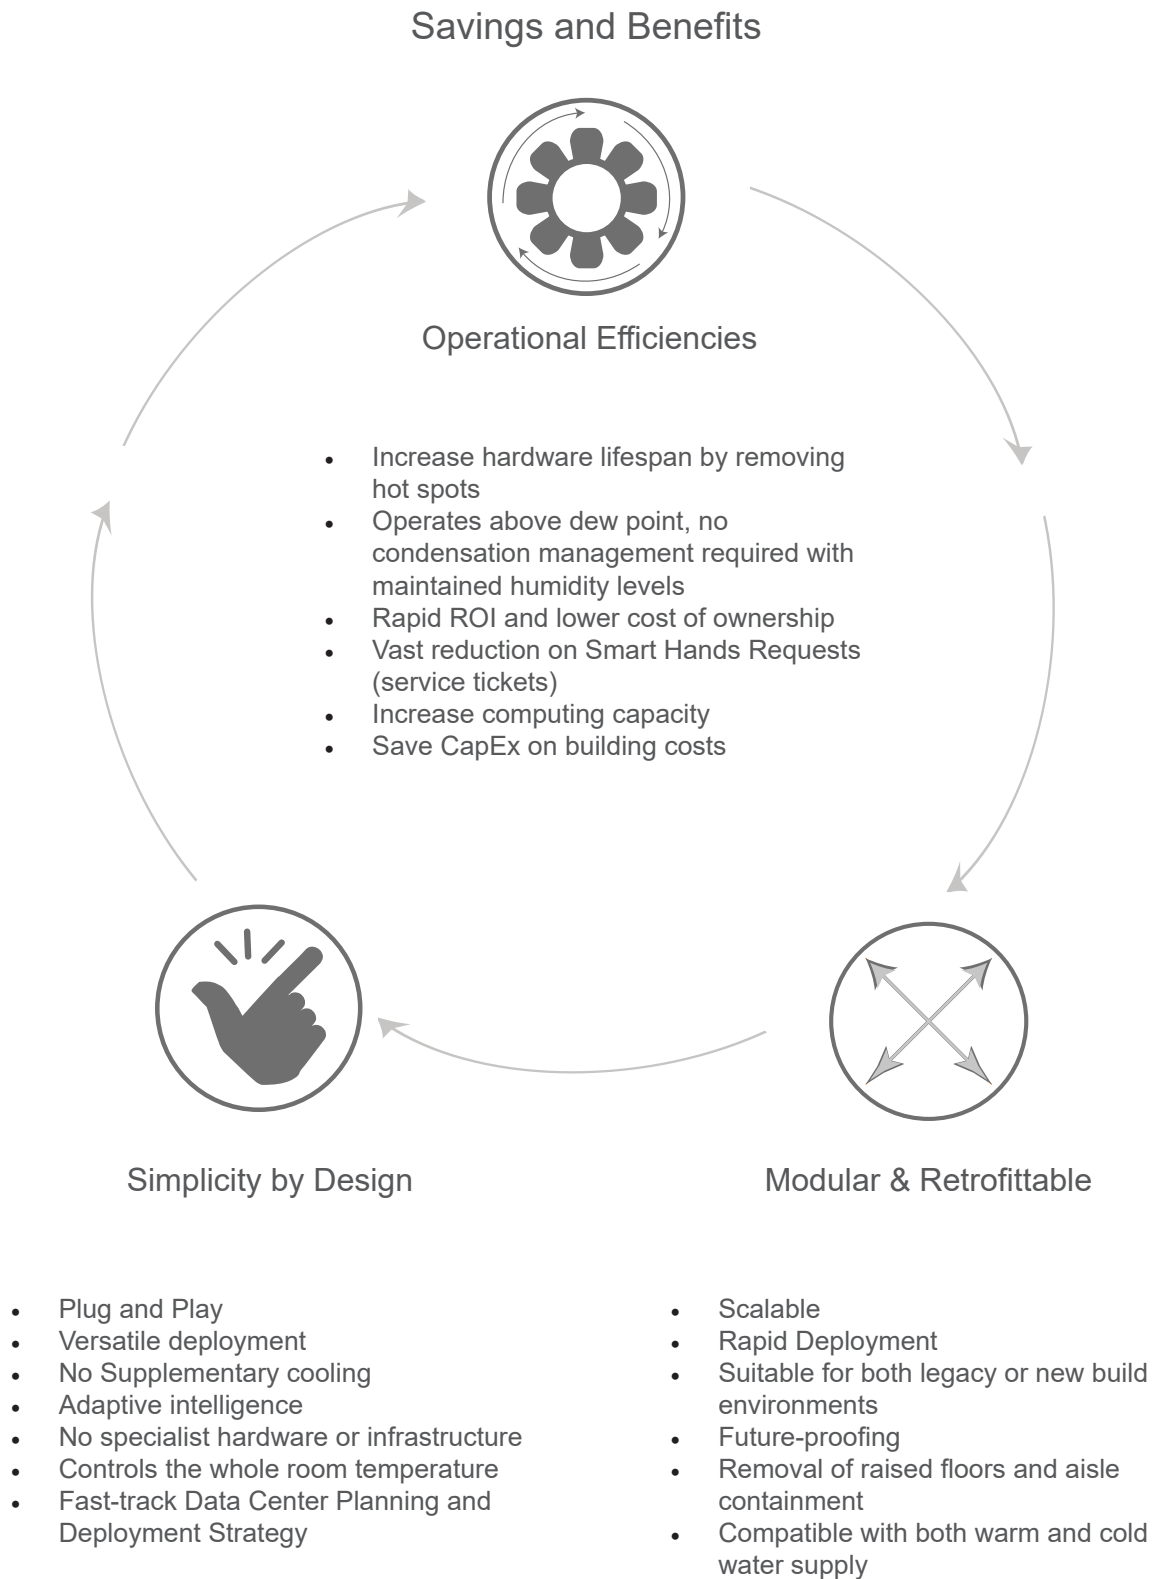 Savings and Benefits
Operational Efficiencies
• Increase hardware lifespan by removing
hot spots
• Operates above dew point, no
condensation management required with
maintained humidity levels
• Rapid ROI and lower cost of ownership
• Vast reduction on Smart Hands Requests
(service tickets)
• Increase computing capacity
• Save CapEx on building costs
Simplicity by Design
• Plug and Play
• Versatile deployment
• No Supplementary cooling
• Adaptive intelligence
• No specialist hardware or infrastructure
• Controls the whole room temperature
• Fast-track Data Center Planning and
Deployment Strategy
Modular & Retrofittable
• Scalable
• Rapid Deployment
• Suitable for both legacy or new build
environments
• Future-proofing
• Removal of raised floors and aisle
containment
• Compatible with both warm and cold
water supply